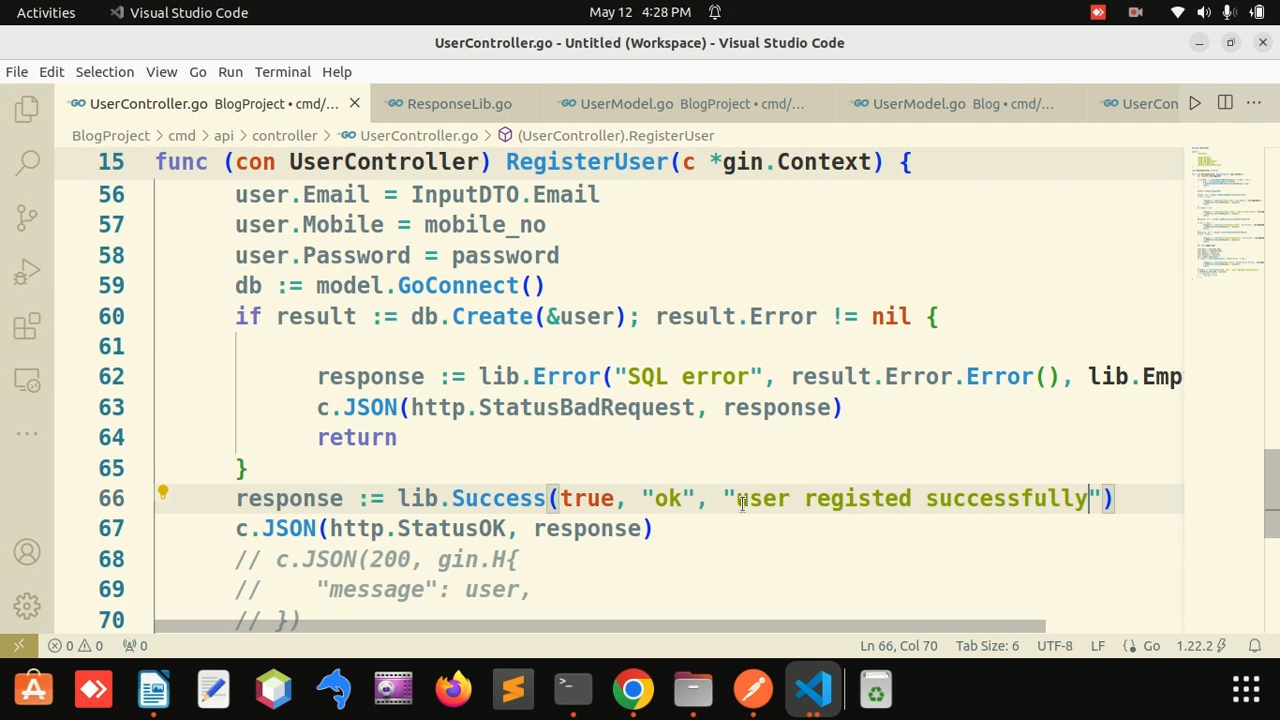 Activities Visual Studio Code May 12 4:28 PM
UserController.go - Untitled (Workspace) - Visual Studio Code
File Edit Selection View Go Run Terminal Help
UserController.go BlogProject • cmd/... ResponseLib.go UserModel.go BlogProject • cmd/... UserModel.go Blog • cmd/... UserCon
BlogProject > cmd > api > controller > UserController.go > (UserController).RegisterUser
15 func (con UserController) RegisterUser(c *gin.Context) {
56 user.Email = InputDTO.Email
57 user.Mobile = mobile_no
58 user.Password = password
59 db := model.GoConnect()
60 if result := db.Create(&user); result.Error != nil {
61
62 response := lib.Error("SQL error", result.Error.Error(), lib.Emp
63 c.JSON(http.StatusBadRequest, response)
64 return
65 }
66 response := lib.Success(true, "ok", "user registed successfully")
67 c.JSON(http.StatusOK, response)
68 // c.JSON(200, gin.H{
69 // "message": user,
70 // })
0 0 0 Ln 66, Col 70 Tab Size: 6 UTF-8 LF Go 1.22.2